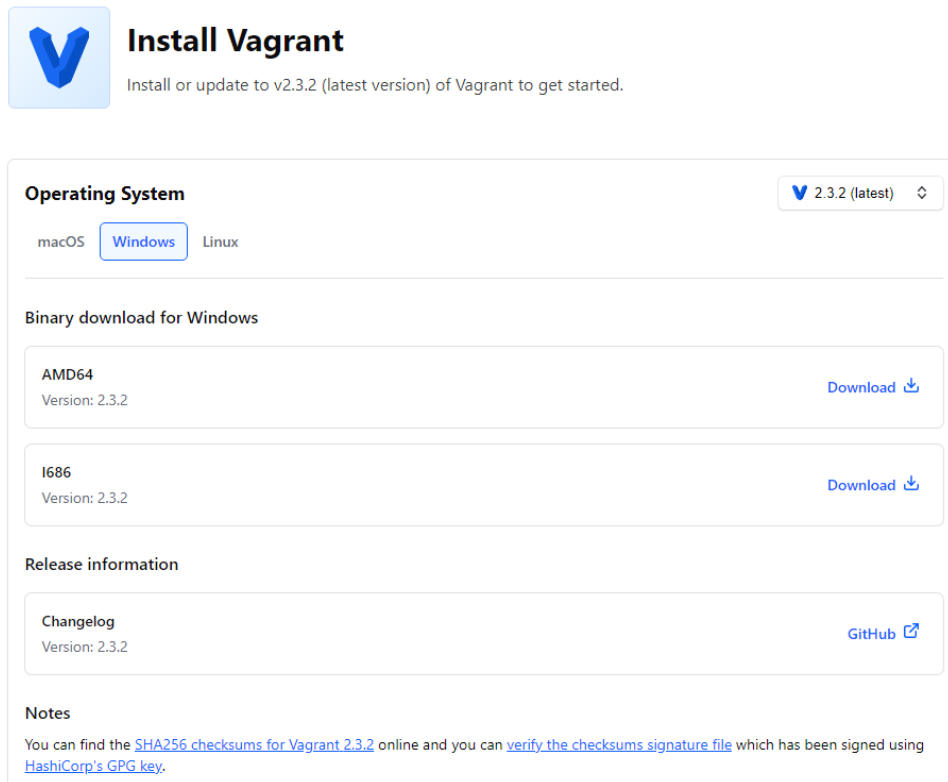 Install Vagrant
Install or update to v2.3.2 (latest version) of Vagrant to get started.
Operating System
2.3.2 (latest)
macOS
Windows
Linux
Binary download for Windows
AMD64
Version: 2.3.2
Download
I686
Version: 2.3.2
Download
Release information
Changelog
Version: 2.3.2
GitHub
Notes
You can find the SHA256 checksums for Vagrant 2.3.2 online and you can verify the checksums signature file which has been signed using
HashiCorp's GPG key.